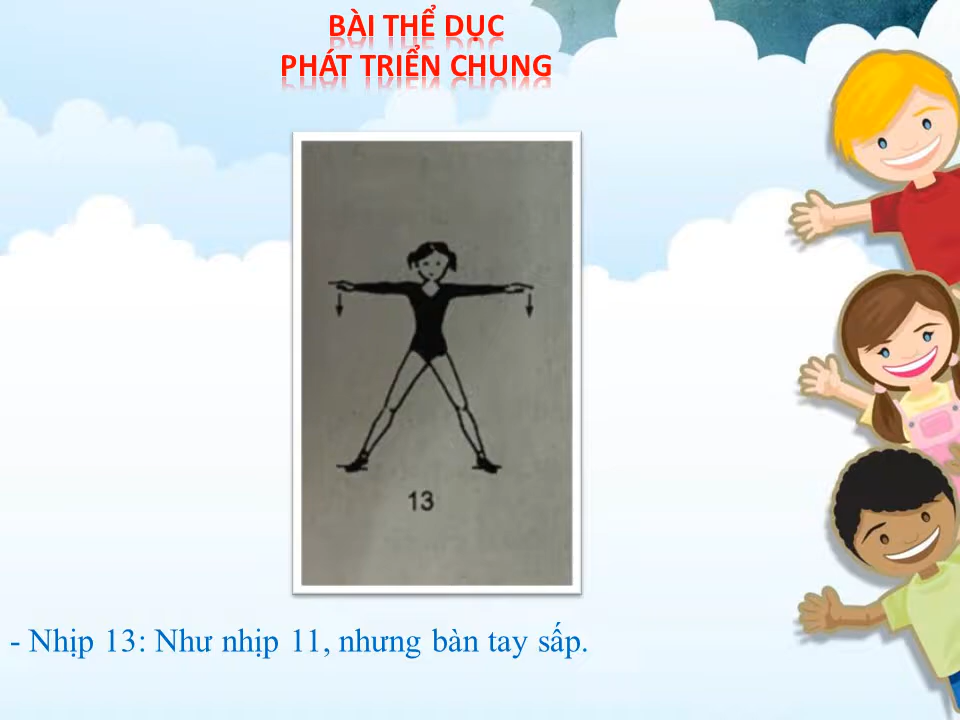 BÀI THỂ DỤC
PHÁT TRIỂN CHUNG
13
- Nhịp 13: Như nhịp 11, nhưng bàn tay sấp.